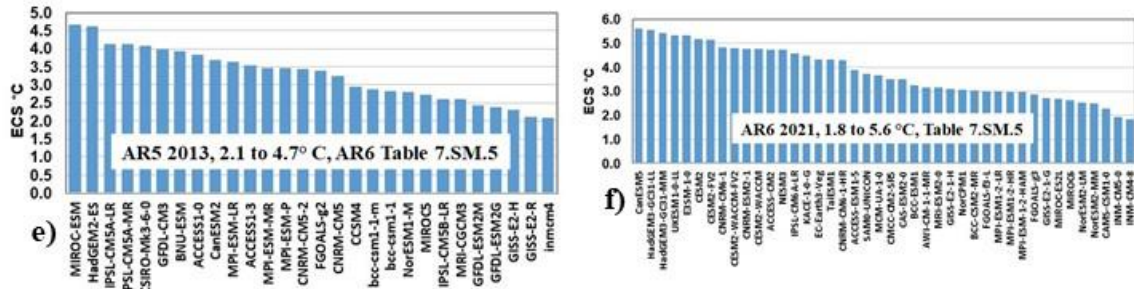 ECS °C
5.0
4.5
4.0
3.5
3.0
2.5
2.0
1.5
1.0
0.5
0.0
AR5 2013, 2.1 to 4.7° C, AR6 Table 7.SM.5
e)
MIROC-ESM
HadGEM2-ES
IPSL-CM5A-LR
IPSL-CM5A-MR
CSIRO-Mk3-6-0
GFDL-CM3
BNU-ESM
ACCESS1-0
CanESM2
MPI-ESM-LR
ACCESS1-3
MPI-ESM-MR
MPI-ESM-P
CNRM-CM5-2
FGOALS-g2
CNRM-CM5
CCSM4
bcc-csm1-1-m
bcc-csm1-1
NorESM1-M
MIROC5
IPSL-CM5B-LR
MRI-CGCM3
GFDL-ESM2M
GFDL-ESM2G
GISS-E2-H
GISS-E2-R
inmcm4
ECS °C
6.0
5.0
4.0
3.0
2.0
1.0
0.0
AR6 2021, 1.8 to 5.6 °C, Table 7.SM.5
f)
CanESM5
HadGEM3-GC31-LL
HadGEM3-GCI31-MM
UKESM1-0-LL
E3SM-1-0
CESM2
CESM2-FV2
CNRM-CM6-1
CESM2-WACCM-FV2
CNRM-ESM2-1
CESM2-WACCM
ACCESS-CM2
NESM3
IPSL-CM6A-LR
KACE-1-0-G
EC-Earth3-Veg
TaiESM1
CNRM-CM6-1-HR
ACCESS-ESM1-5
SAM0-UNICON
MCM-UA-1-0
CMCC-CM2-SR5
CAS-ESM2-0
BCC-ESM1
AWI-CM-1-1-MR
MRI-ESM2-0
GISS-E2-1-H
NorCPM1
BCC-CSM2-MR
FGOALS-f3-L
MPI-ESM1-2-LR
MPI-ESM1-2-HR
MPI-ESM-1-2-HAM
FGOALS-g3
GISS-E2-1-G
MIROC-ES2L
MIROC6
NorESM2-LM
NorESM2-MM
CAMS-CSM1-0
INM-CM5-0
INM-CM4-8